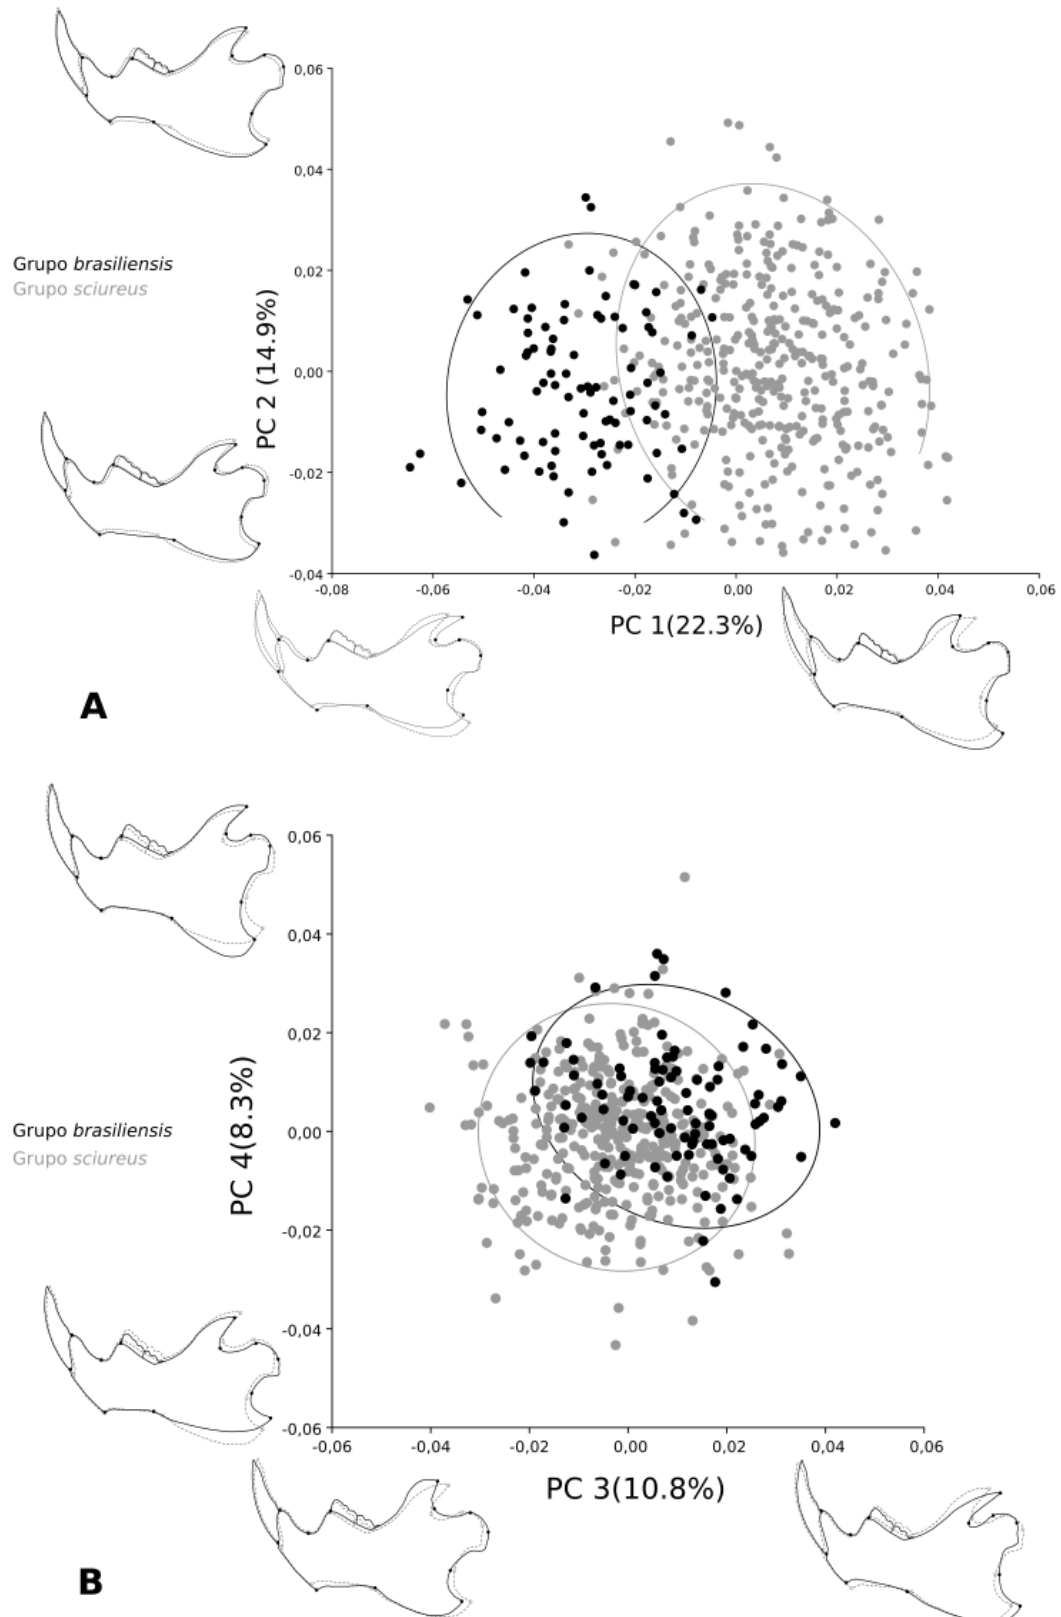 0,06
0,04
0,02
0,00
-0,02
-0,04
PC 2 (14.9%)
Grupo brasiliensis
Grupo sciureus
-0,08 -0,06 -0,04 -0,02 0,00 0,02 0,04 0,06
PC 1(22.3%)
A
0,06
0,04
0,02
0,00
-0,02
-0,04
-0,06
PC 4(8.3%)
Grupo brasiliensis
Grupo sciureus
-0,06 -0,04 -0,02 0,00 0,02 0,04 0,06
PC 3(10.8%)
B